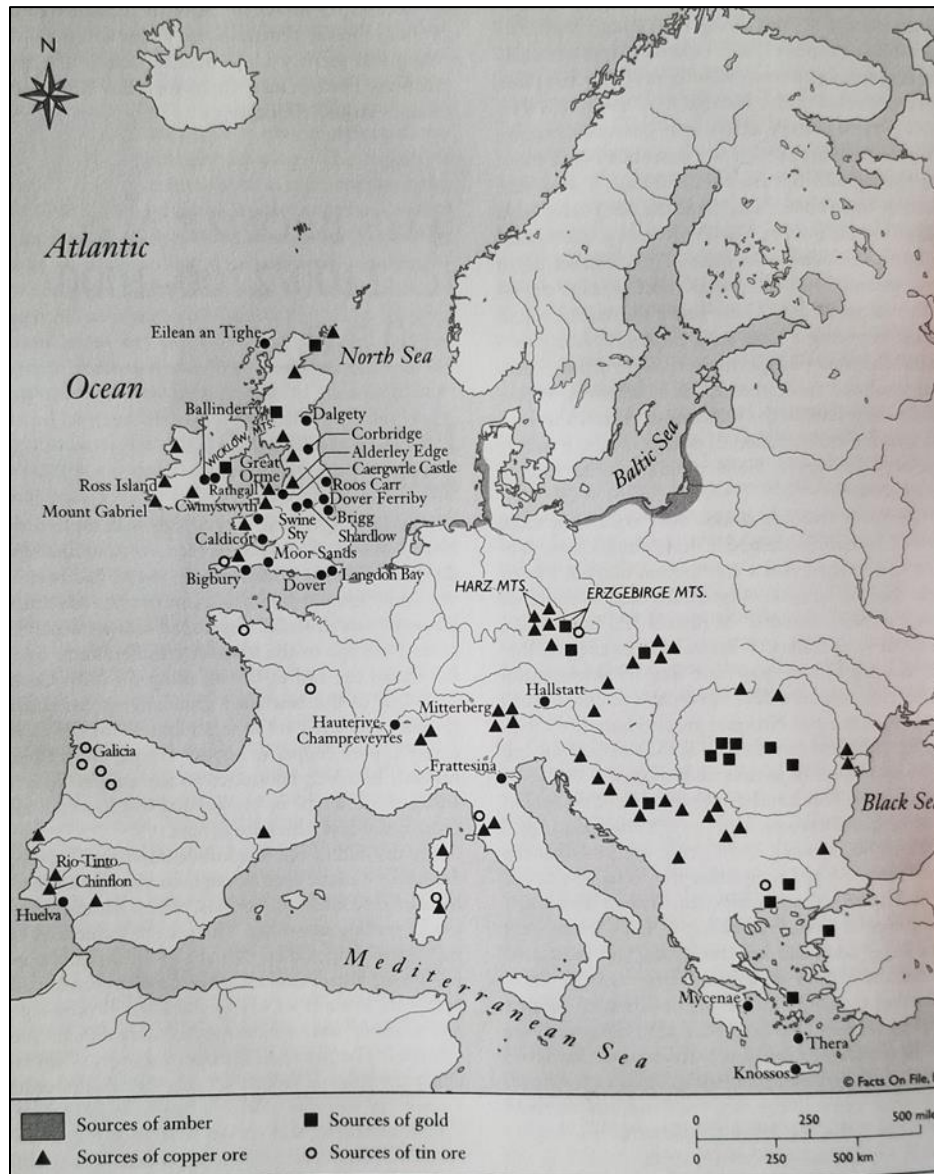 N
Atlantic
Ocean
North Sea
Baltic Sea
Eilean an Tighe
Ballinderry
Dalgety
Corbridge
Alderley Edge
Caergwrle Castle
WICKLOW MTS.
Great
Orme
Roos Carr
Ross Island
Rathgall
Dover Ferriby
Mount Gabriel
Cwmystwyth
Brigg
Swine
Sty
Shardlow
Caldicot
Moor Sands
Bigbury
Dover
Langdon Bay
HARZ MTS.
ERZGEBIRGE MTS.
Hallstatt
Mitterberg
Hauterive-
Champreveyres
Frattesina
Galicia
Black Sea
Rio-Tinto
Chinflon
Huelva
Mediterranean Sea
Mycenae
Thera
Knossos
© Facts On File,
Sources of amber
Sources of gold
Sources of copper ore
Sources of tin ore
0 250 500 mile
0 250 500 km